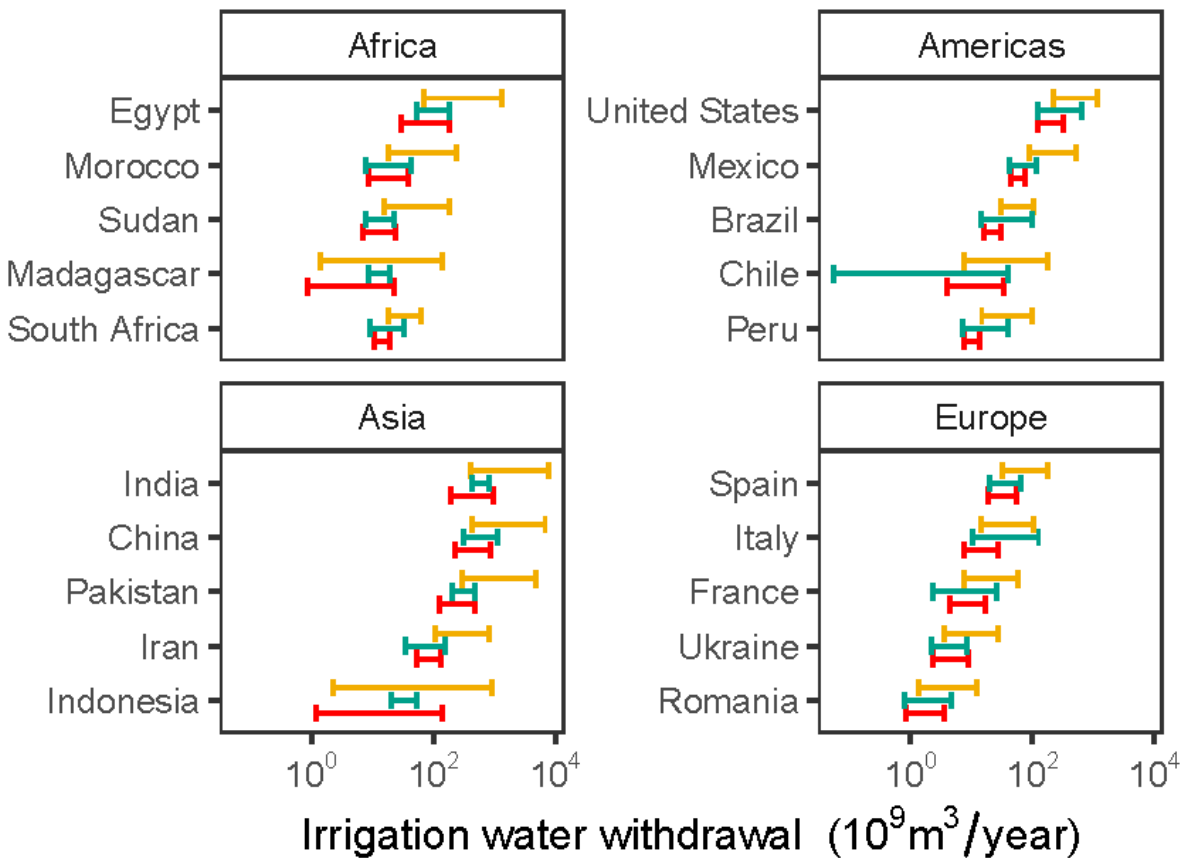 Africa
Egypt
Morocco
Sudan
Madagascar
South Africa
Americas
United States
Mexico
Brazil
Chile
Peru
Asia
India
China
Pakistan
Iran
Indonesia
10⁰ 10² 10⁴
Europe
Spain
Italy
France
Ukraine
Romania
10⁰ 10² 10⁴
Irrigation water withdrawal (10⁹m³/year)